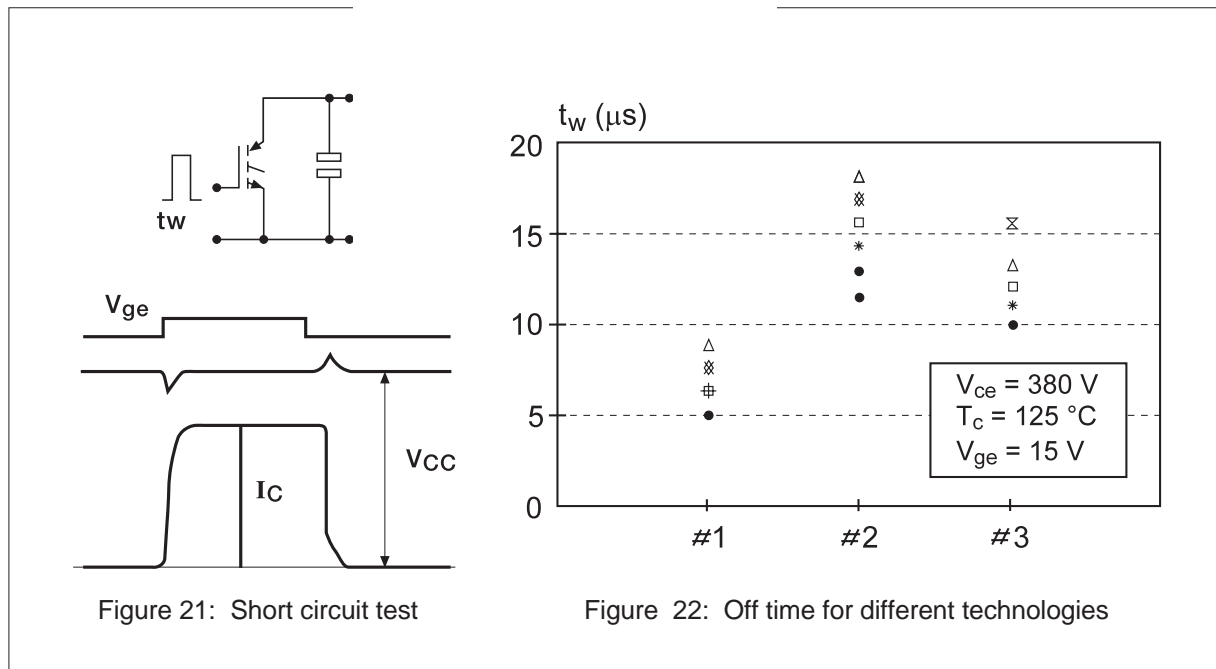 tw
Vge
VCC
IC
Figure 21: Short circuit test
tw (μs)
20
15
10
5
0
Vce = 380 V
Tc = 125 °C
Vge = 15 V
#1 #2 #3
Figure 22: Off time for different technologies